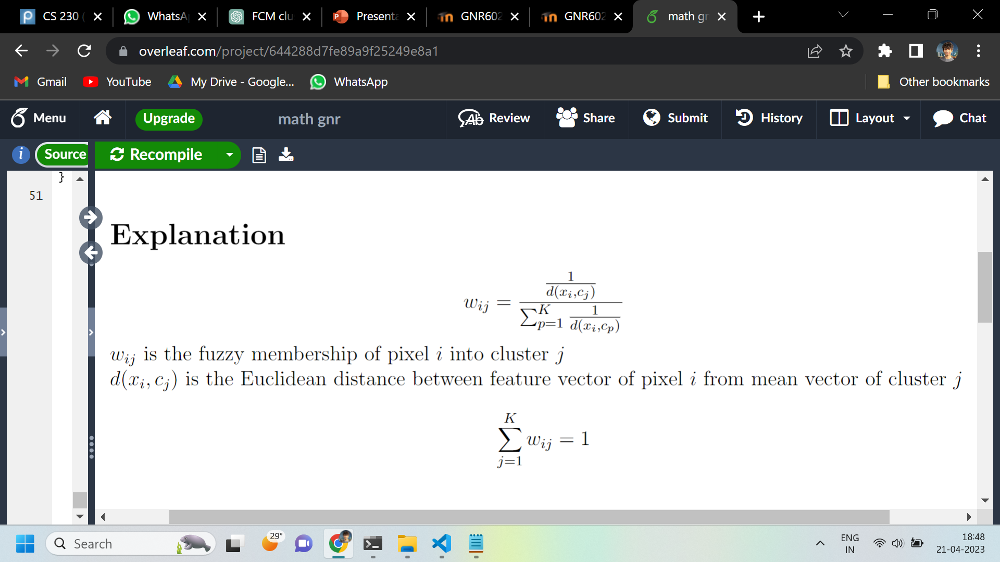 CS 230 (
WhatsA
FCM clu
Presenta
GNR602
GNR602
math gr
overleaf.com/project/644288d7fe89a9f25249e8a1
Gmail
YouTube
My Drive - Google...
WhatsApp
Other bookmarks
Menu
Upgrade
math gnr
Review
Share
Submit
History
Layout
Chat
Source
Recompile
}
51
Explanation
w_{ij} = \frac{\frac{1}{d(x_i,c_j)}}{\sum_{p=1}^{K} \frac{1}{d(x_i,c_p)}}
w_{ij} is the fuzzy membership of pixel i into cluster j
d(x_i, c_j) is the Euclidean distance between feature vector of pixel i from mean vector of cluster j
\sum_{j=1}^{K} w_{ij} = 1
Search
29°
ENG
IN
18:48
21-04-2023